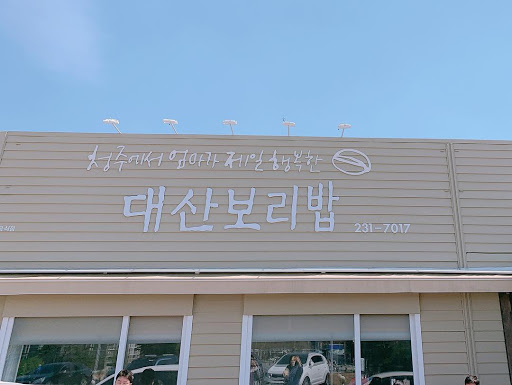 청주에서 엄마가 제일 행복한
대산보리밥 231-7017